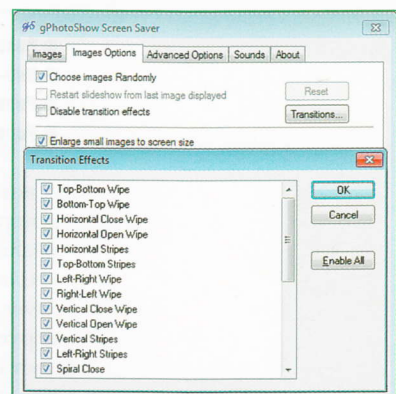 gPhotoShow Screen Saver
Images Images Options Advanced Options Sounds About
Choose images Randomly
Restart slideshow from last image displayed
Reset
Disable transition effects
Transitions...
Enlarge small images to screen size
Transition Effects
Top-Bottom Wipe
OK
Bottom-Top Wipe
Horizontal Close Wipe
Cancel
Horizontal Open Wipe
Horizontal Stripes
Top-Bottom Stripes
Enable All
Left-Right Wipe
Right-Left Wipe
Vertical Close Wipe
Vertical Open Wipe
Vertical Stripes
Left-Right Stripes
Spiral Close